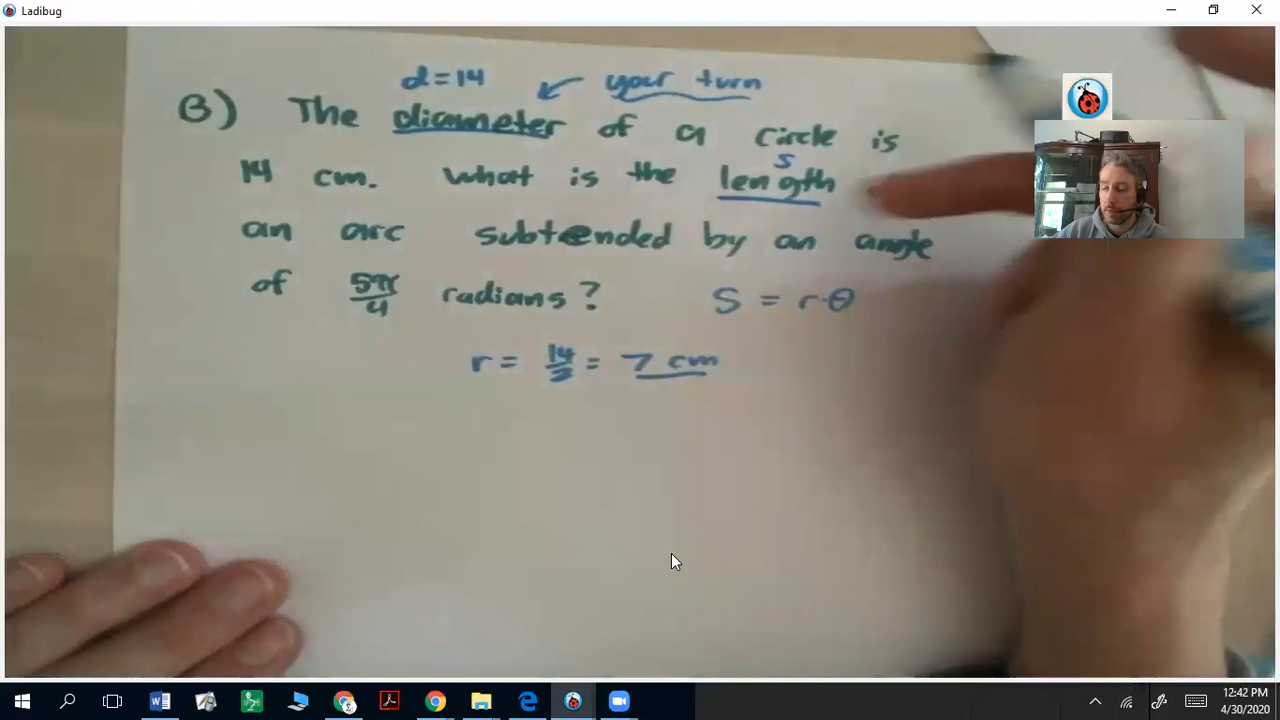 Ladibug
d=14 your turn
B) The diameter of a circle is
s
14 cm. What is the length
an arc subtended by an angle
of 5π/4 radians? S = r·θ
r = 14/2 = 7 cm
12:42 PM
4/30/2020